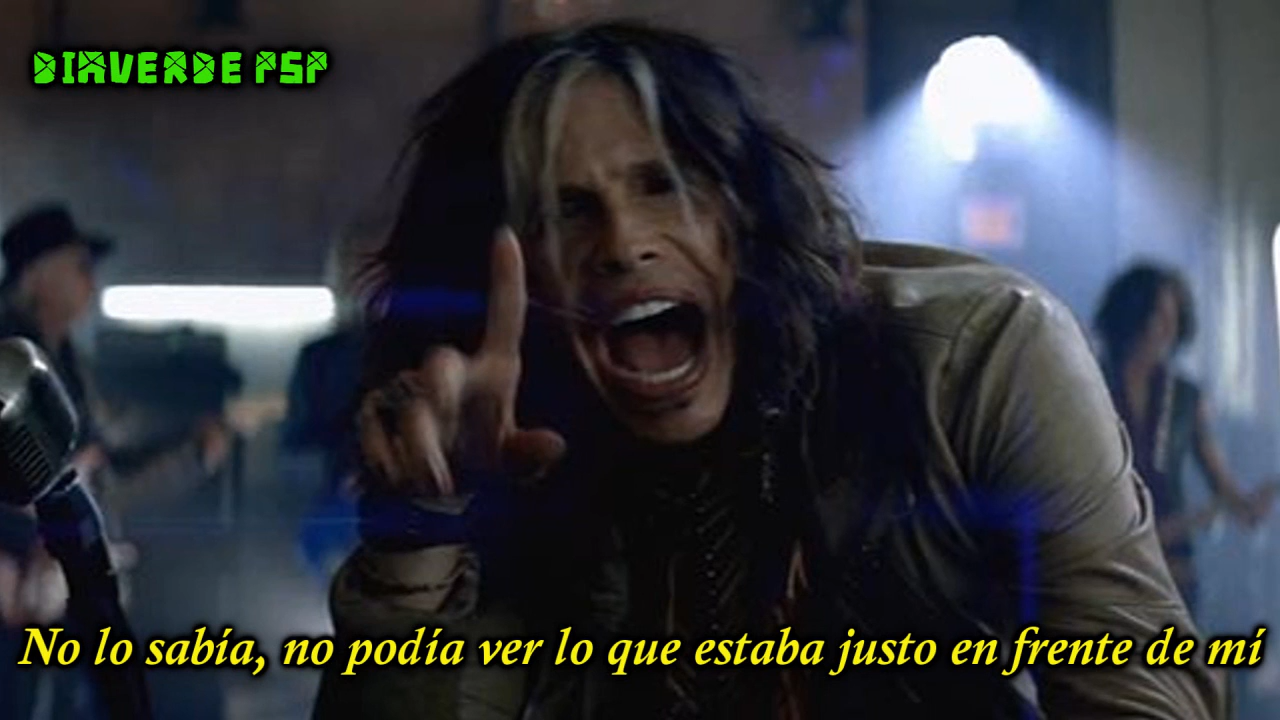 DIAVERDE PSP
No lo sabía, no podía ver lo que estaba justo en frente de mí